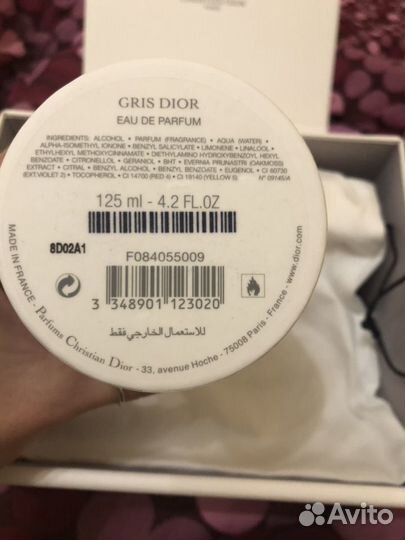 GRIS DIOR
EAU DE PARFUM
INGREDIENTS: ALCOHOL • PARFUM (FRAGRANCE) • AQUA (WATER) •
ALPHA-ISOMETHYL IONONE • BENZYL SALICYLATE • LIMONENE • LINALOOL •
ETHYLHEXYL METHOXYCINNAMATE • DIETHYLAMINO HYDROXYBENZOYL HEXYL
BENZOATE • CITRONELLOL • GERANIOL • BHT • EVERNIA PRUNASTRI (OAKMOSS)
EXTRACT • CITRAL • BENZYL ALCOHOL • BENZYL BENZOATE • EUGENOL • CI 60730
(EXT.VIOLET 2) • TOCOPHEROL • CI 14700 (RED 4) • CI 19140 (YELLOW 5) N° 09145/A
125 ml - 4.2 FL.OZ
8D02A1
F084055009
3 348901 123020
للاستعمال الخارجي فقط
MADE IN FRANCE - Parfums Christian Dior - 33, avenue Hoche - 75008 Paris - France - www.dior.com
Avito